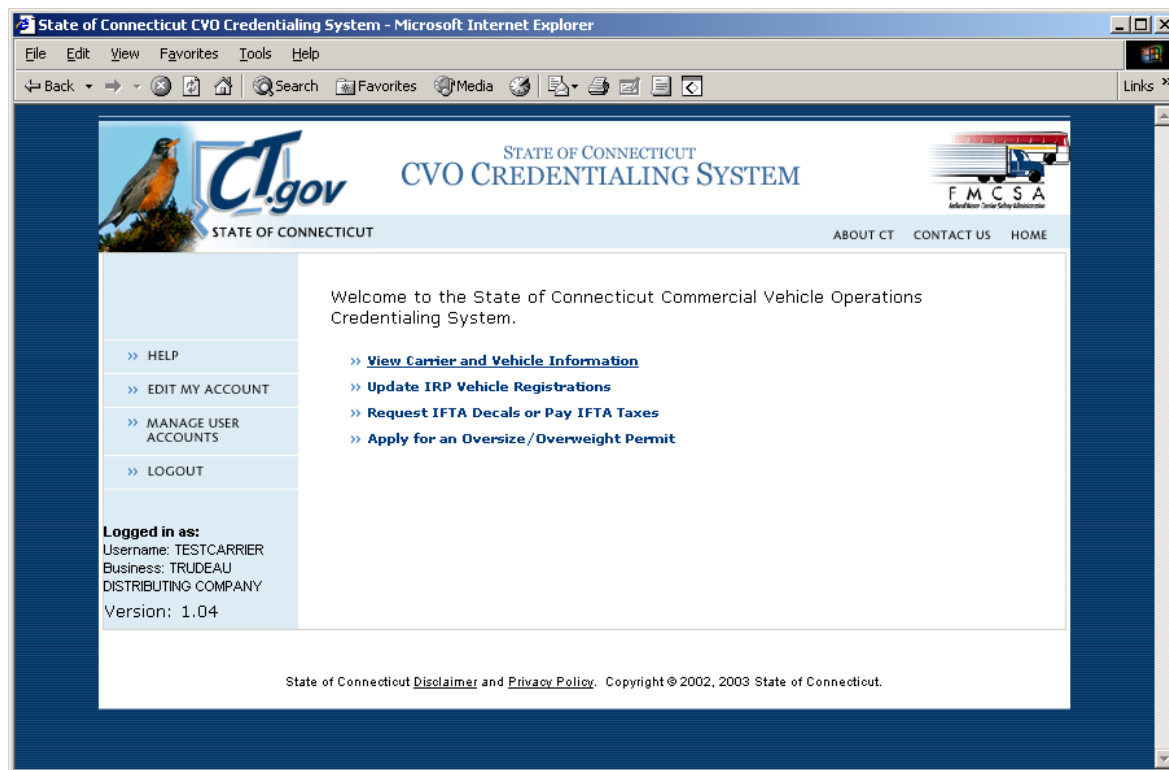 State of Connecticut CVO Credentialing System - Microsoft Internet Explorer
File Edit View Favorites Tools Help
Back Search Favorites Media Links »
CT.gov
STATE OF CONNECTICUT
STATE OF CONNECTICUT
CVO CREDENTIALING SYSTEM
FMCSA
Federal Motor Carrier Safety Administration
ABOUT CT CONTACT US HOME
» HELP
» EDIT MY ACCOUNT
» MANAGE USER
ACCOUNTS
» LOGOUT
Logged in as:
Username: TESTCARRIER
Business: TRUDEAU
DISTRIBUTING COMPANY
Version: 1.04
Welcome to the State of Connecticut Commercial Vehicle Operations
Credentialing System.
» View Carrier and Vehicle Information
» Update IRP Vehicle Registrations
» Request IFTA Decals or Pay IFTA Taxes
» Apply for an Oversize/Overweight Permit
State of Connecticut Disclaimer and Privacy Policy. Copyright © 2002, 2003 State of Connecticut.